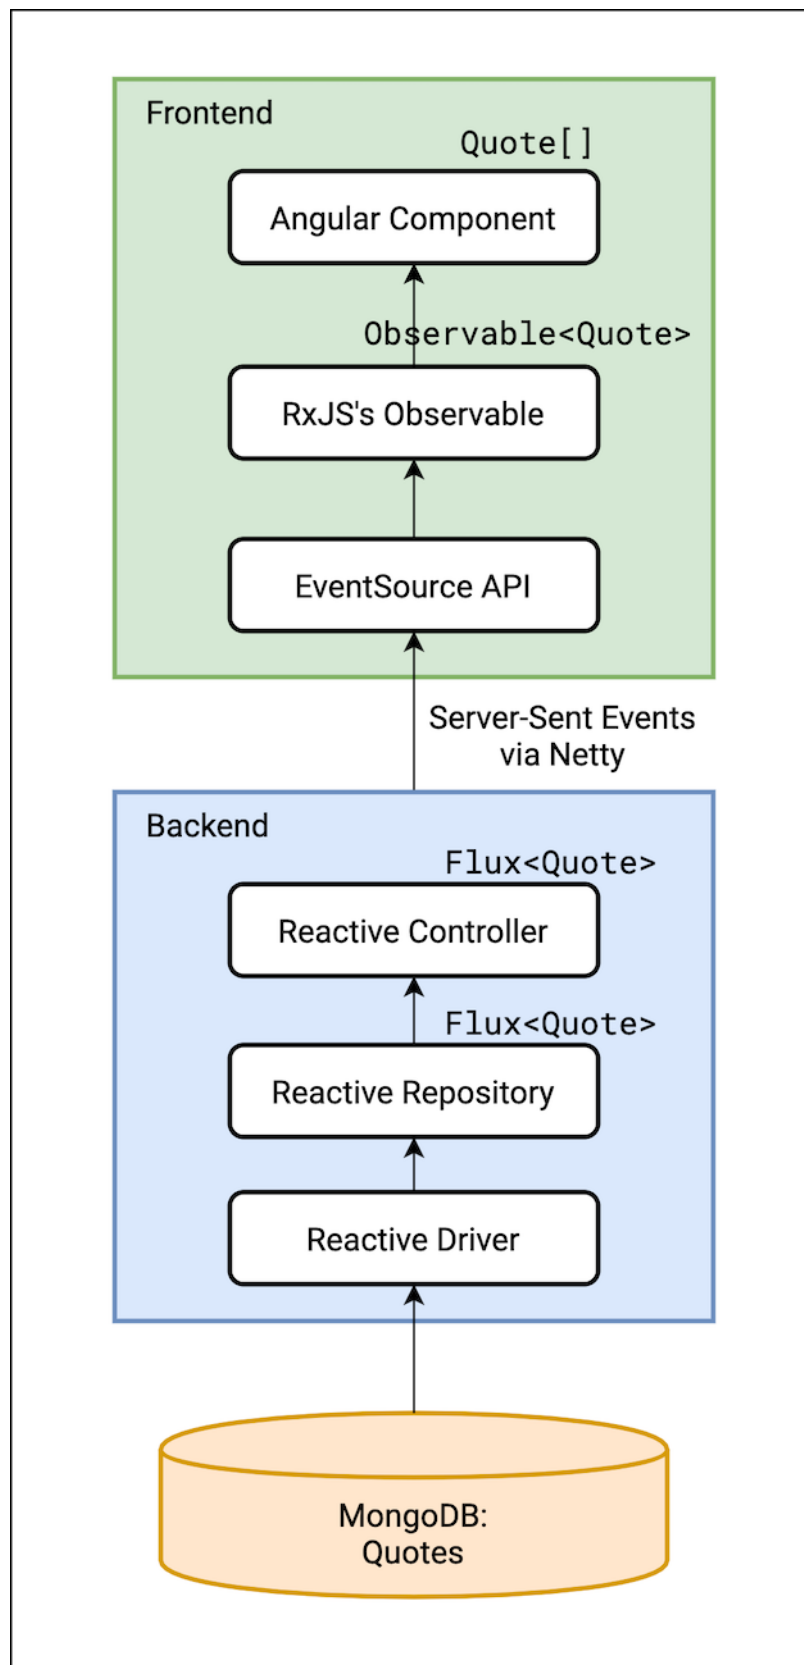 Frontend
Quote[]
Angular Component
Observable<Quote>
RxJS's Observable
EventSource API
Server-Sent Events
via Netty
Backend
Flux<Quote>
Reactive Controller
Flux<Quote>
Reactive Repository
Reactive Driver
MongoDB:
Quotes